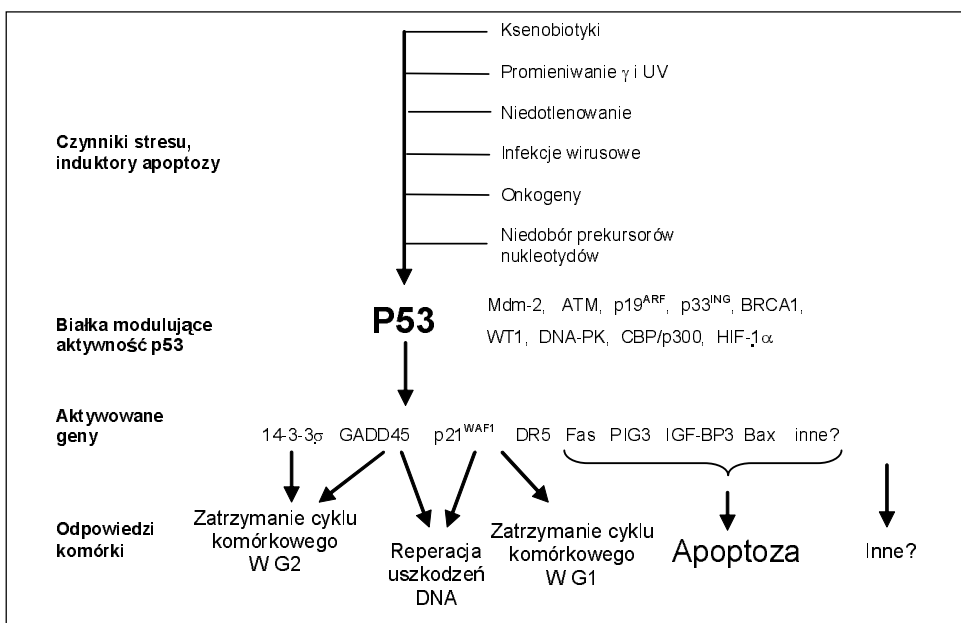 Ksenobiotyki
Promieniwanie γ i UV
Niedotlenowanie
Czynniki stresu,
induktory apoptozy
Infekcje wirusowe
Onkogeny
Niedobór prekursorów
nukleotydów
Białka modulujące
aktywność p53
P53
Mdm-2, ATM, p19ARF, p33ING, BRCA1,
WT1, DNA-PK, CBP/p300, HIF-1α
Aktywowane
geny
14-3-3σ GADD45 p21WAF1 DR5 Fas PIG3 IGF-BP3 Bax inne?
Odpowiedzi
komórki
Zatrzymanie cyklu
komórkowego
W G2
Reperacja
uszkodzeń
DNA
Zatrzymanie cyklu
komórkowego
W G1
Apoptoza
Inne?